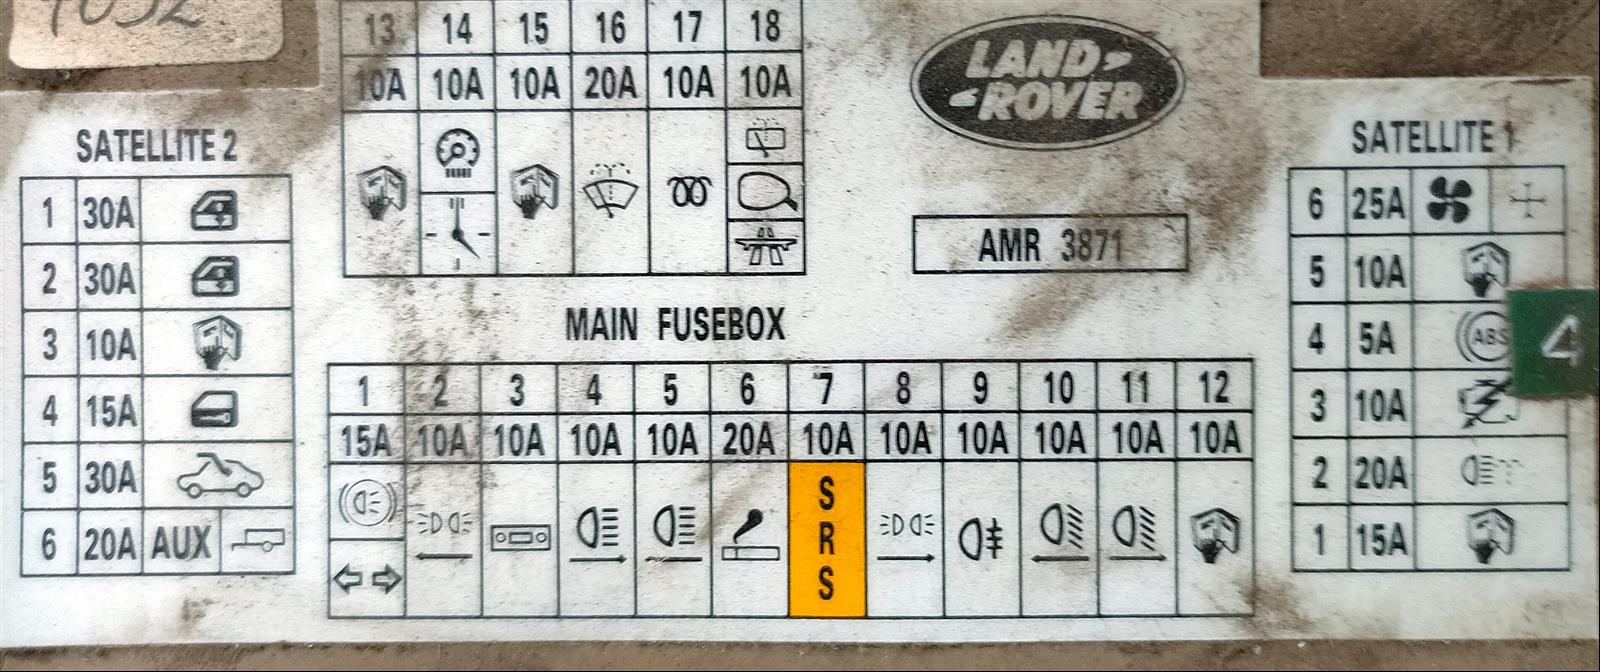 1032
13 14 15 16 17 18
10A 10A 10A 20A 10A 10A
LAND
ROVER
AMR 3871
SATELLITE 2
1 30A
2 30A
3 10A
4 15A
5 30A
6 20A AUX
MAIN FUSEBOX
1 2 3 4 5 6 7 8 9 10 11 12
15A 10A 10A 10A 10A 20A 10A 10A 10A 10A 10A 10A
S
R
S
SATELLITE 1
6 25A
5 10A
4 5A ABS
3 10A
2 20A
1 15A
4